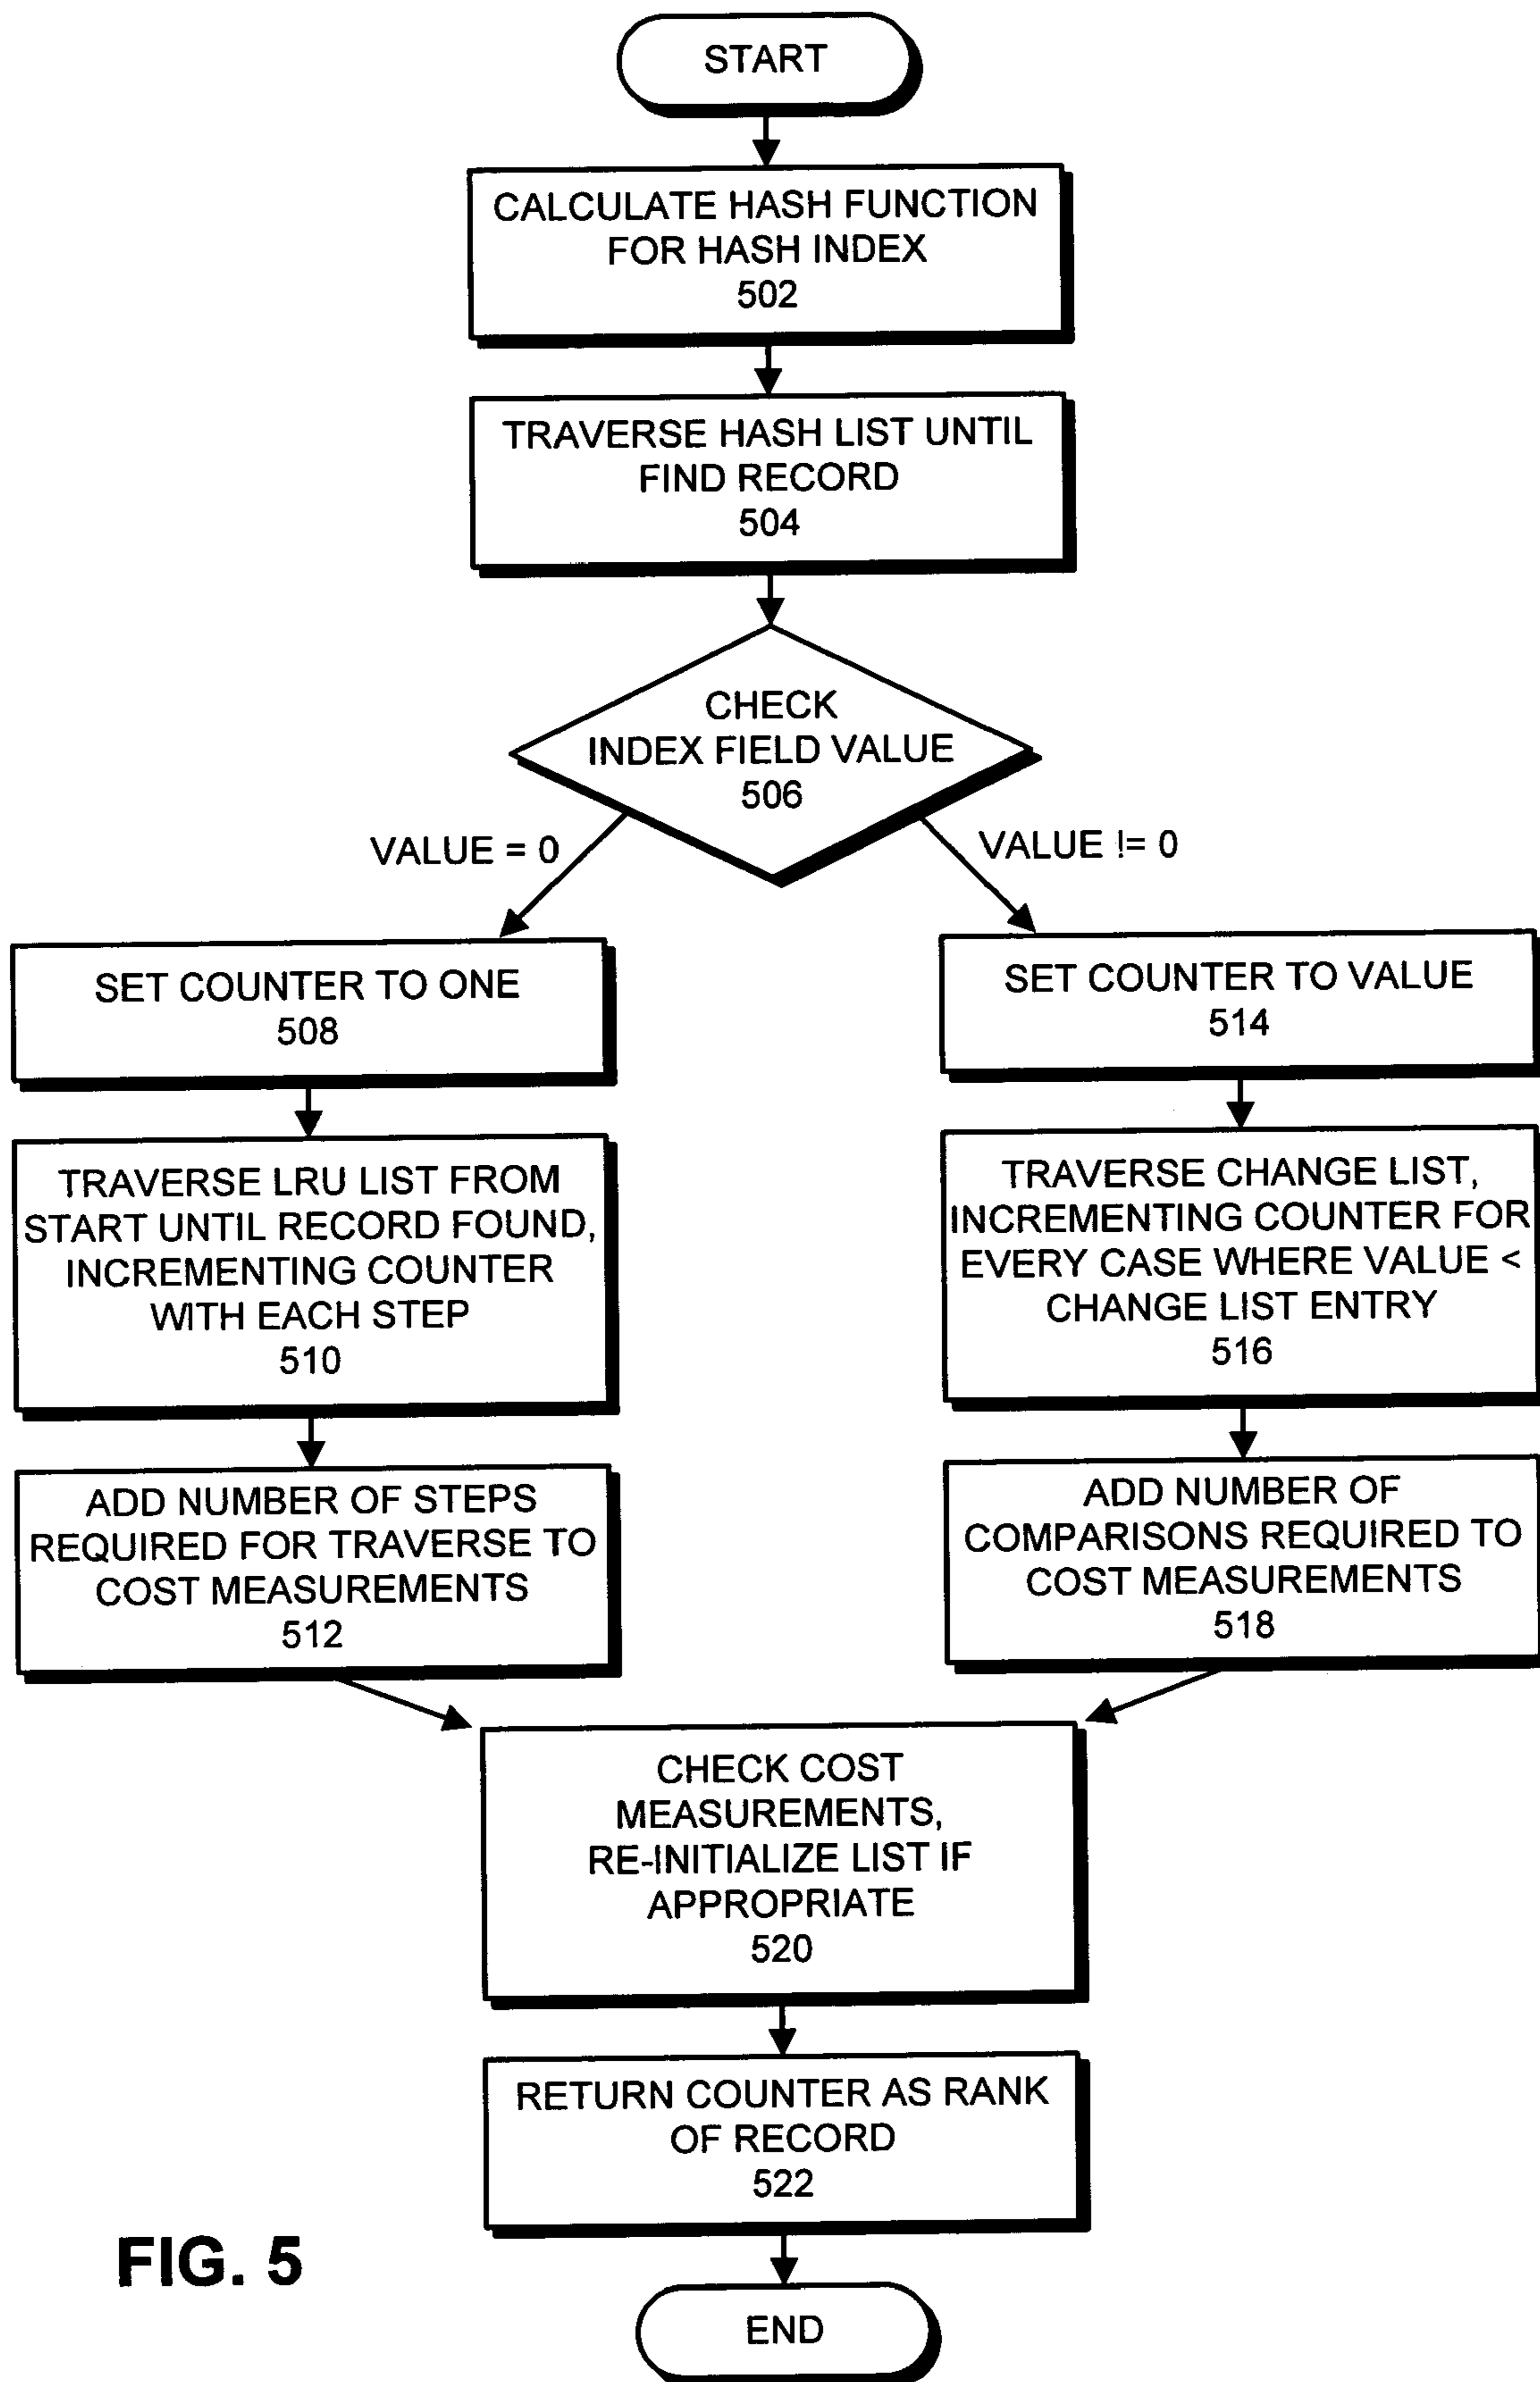 START
CALCULATE HASH FUNCTION
FOR HASH INDEX
502
TRAVERSE HASH LIST UNTIL
FIND RECORD
504
CHECK
INDEX FIELD VALUE
506
VALUE = 0
VALUE != 0
SET COUNTER TO ONE
508
TRAVERSE LRU LIST FROM
START UNTIL RECORD FOUND,
INCREMENTING COUNTER
WITH EACH STEP
510
ADD NUMBER OF STEPS
REQUIRED FOR TRAVERSE TO
COST MEASUREMENTS
512
SET COUNTER TO VALUE
514
TRAVERSE CHANGE LIST,
INCREMENTING COUNTER FOR
EVERY CASE WHERE VALUE <
CHANGE LIST ENTRY
516
ADD NUMBER OF
COMPARISONS REQUIRED TO
COST MEASUREMENTS
518
CHECK COST
MEASUREMENTS,
RE-INITIALIZE LIST IF
APPROPRIATE
520
RETURN COUNTER AS RANK
OF RECORD
522
END
FIG. 5